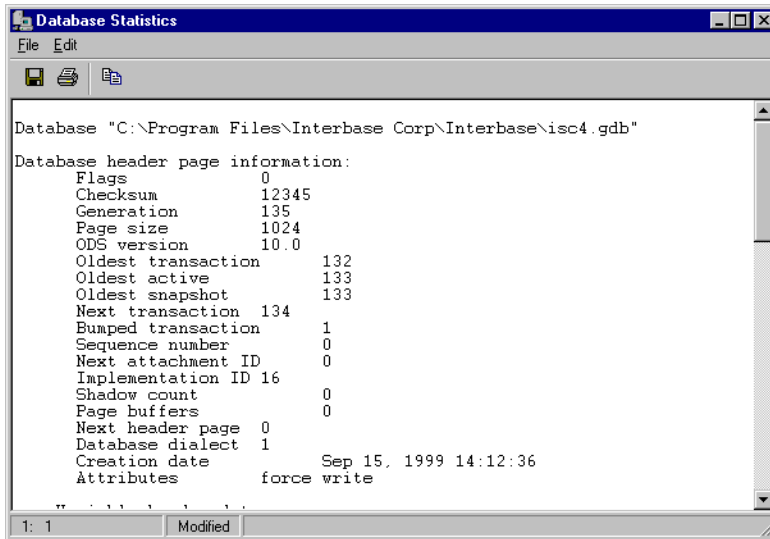 Database Statistics
File Edit
Database "C:\Program Files\Interbase Corp\Interbase\isc4.gdb"
Database header page information:
Flags 0
Checksum 12345
Generation 135
Page size 1024
ODS version 10.0
Oldest transaction 132
Oldest active 133
Oldest snapshot 133
Next transaction 134
Bumped transaction 1
Sequence number 0
Next attachment ID 0
Implementation ID 16
Shadow count 0
Page buffers 0
Next header page 0
Database dialect 1
Creation date Sep 15, 1999 14:12:36
Attributes force write
1: 1 Modified